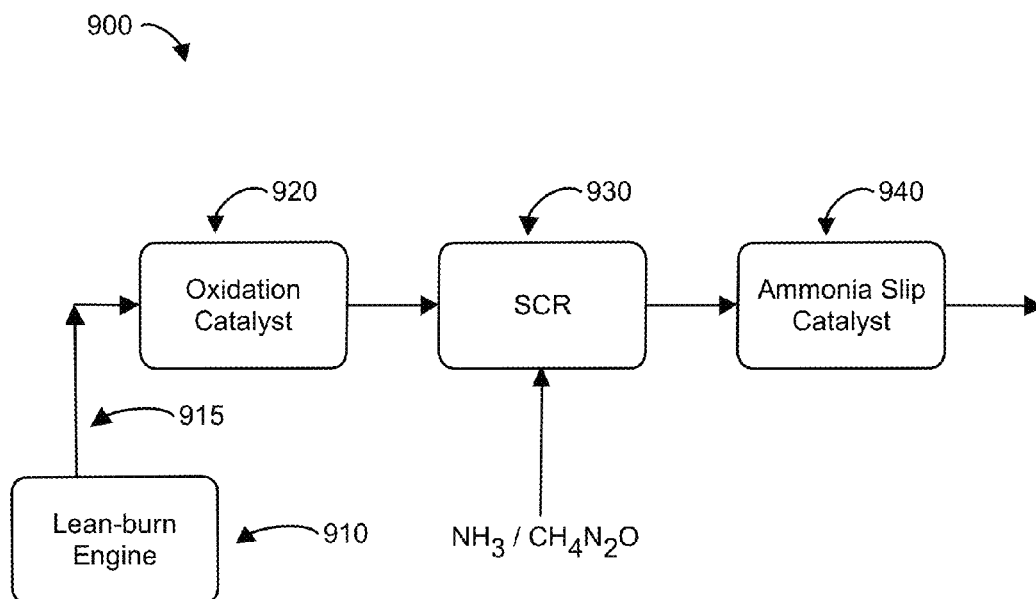 900
920
930
940
Oxidation
Catalyst
SCR
Ammonia Slip
Catalyst
915
Lean-burn
Engine
910
NH3 / CH4N2O